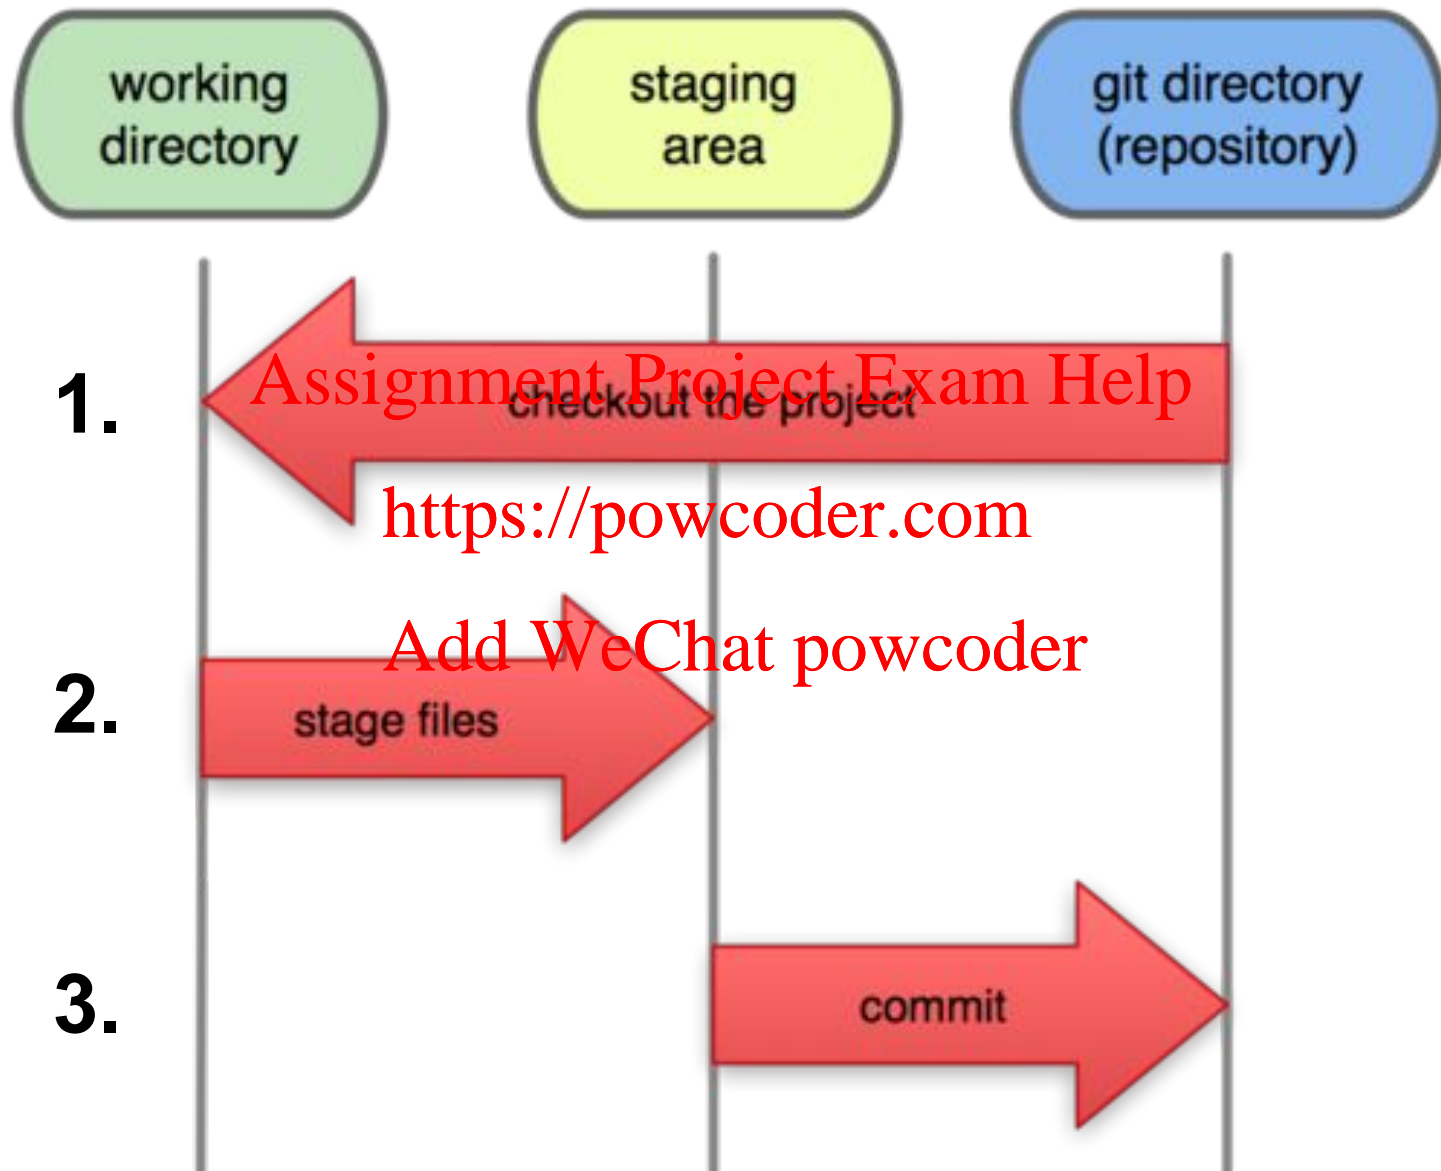 working
directory
staging
area
git directory
(repository)
1.
Assignment Project Exam Help
checkout the project
https://powcoder.com
Add WeChat powcoder
2.
stage files
3.
commit